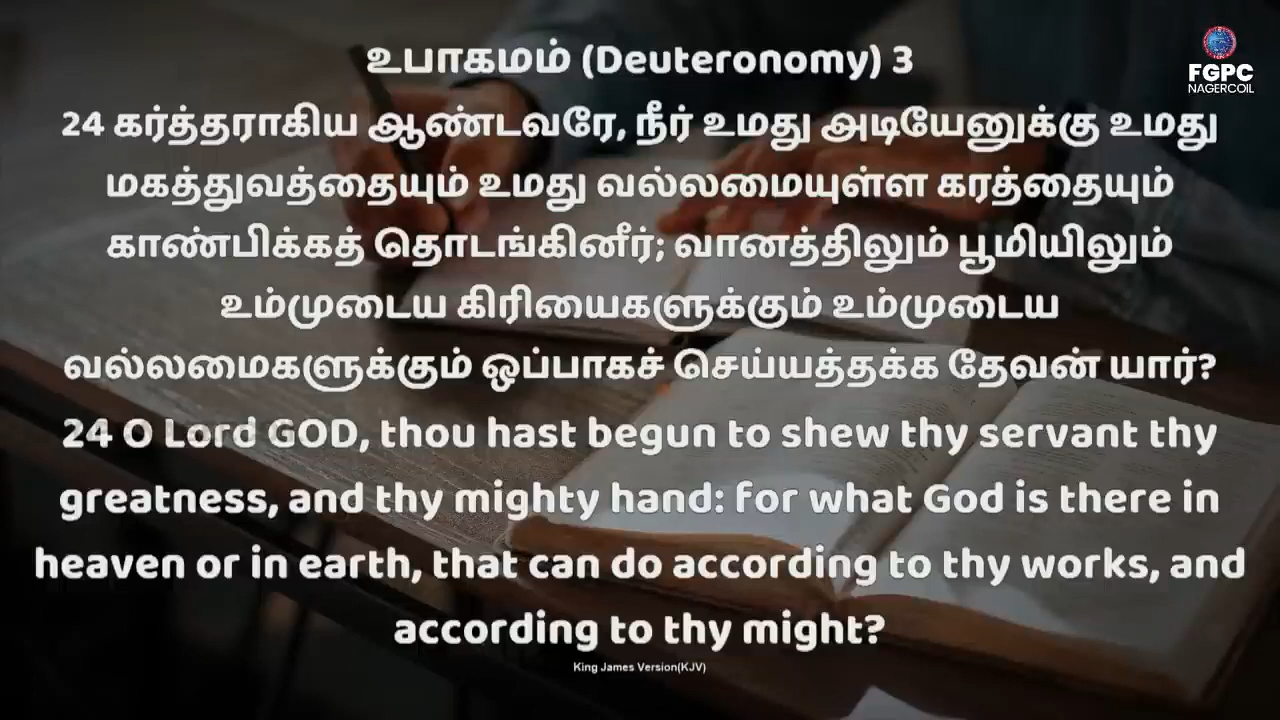 உபாகமம் (Deuteronomy) 3
FGPC
NAGERCOIL
24 கர்த்தராகிய ஆண்டவரே, நீர் உமது அடியேனுக்கு உமது
மகத்துவத்தையும் உமது வல்லமையுள்ள கரத்தையும்
காண்பிக்கத் தொடங்கினீர்; வானத்திலும் பூமியிலும்
உம்முடைய கிரியைகளுக்கும் உம்முடைய
வல்லமைகளுக்கும் ஒப்பாகச் செய்யத்தக்க தேவன் யார்?
24 O Lord GOD, thou hast begun to shew thy servant thy
greatness, and thy mighty hand: for what God is there in
heaven or in earth, that can do according to thy works, and
according to thy might?
King James Version(KJV)